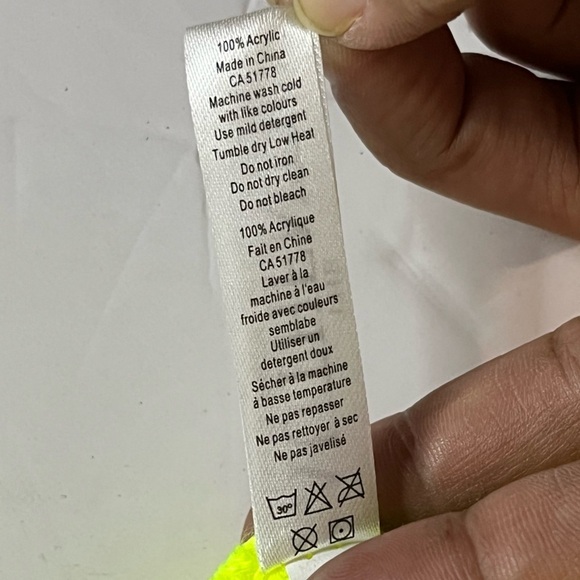 100% Acrylic
Made in China
CA 51778
Machine wash cold
with like colours
Use mild detergent
Tumble dry Low Heat
Do not iron
Do not dry clean
Do not bleach
100% Acrylique
Fait en Chine
CA 51778
Laver à la
machine à l'eau
froide avec couleurs
semblabe
Utiliser un
detergent doux
Sécher à la machine
à basse temperature
Ne pas repasser
Ne pas rettoyer à sec
Ne pas javelisé
30°